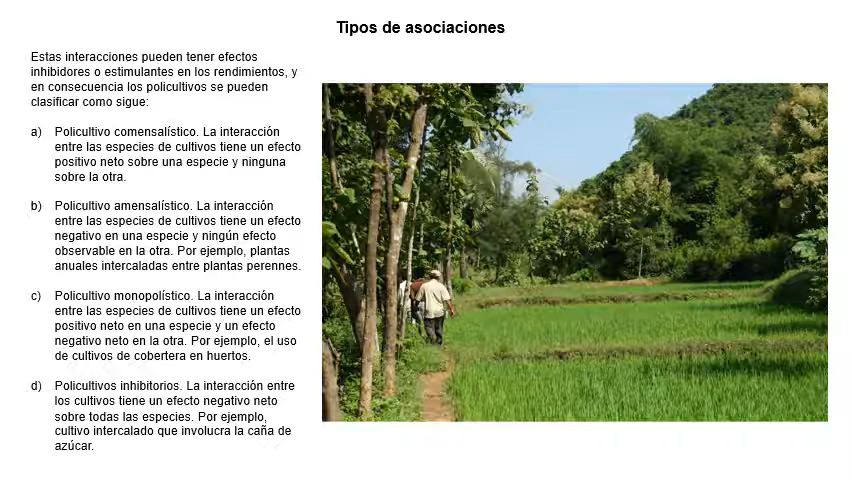 Tipos de asociaciones
Estas interacciones pueden tener efectos
inhibidores o estimulantes en los rendimientos, y
en consecuencia los policultivos se pueden
clasificar como sigue:
a) Policultivo comensalístico. La interacción
entre las especies de cultivos tiene un efecto
positivo neto sobre una especie y ninguna
sobre la otra.
b) Policultivo amensalístico. La interacción
entre las especies de cultivos tiene un efecto
negativo en una especie y ningún efecto
observable en la otra. Por ejemplo, plantas
anuales intercaladas entre plantas perennes.
c) Policultivo monopolístico. La interacción
entre las especies de cultivos tiene un efecto
positivo neto en una especie y un efecto
negativo neto en la otra. Por ejemplo, el uso
de cultivos de cobertera en huertos.
d) Policultivos inhibitorios. La interacción entre
los cultivos tiene un efecto negativo neto
sobre todas las especies. Por ejemplo,
cultivo intercalado que involucra la caña de
azúcar.